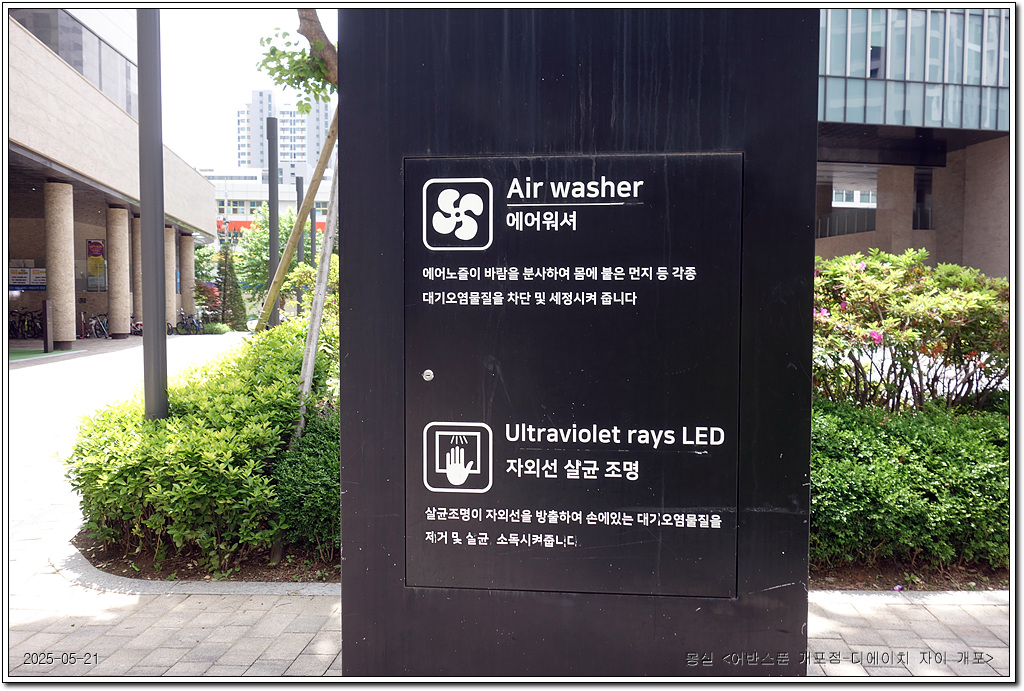 Air washer
에어워셔
에어노즐이 바람을 분사하여 몸에 붙은 먼지 등 각종
대기오염물질을 차단 및 세정시켜 줍니다
Ultraviolet rays LED
자외선 살균 조명
살균조명이 자외선을 방출하여 손에있는 대기오염물질을
제거 및 살균, 소독시켜줍니다
2025-05-21
몽실 <어반스푼 개포점-디에이치 자이 개포>